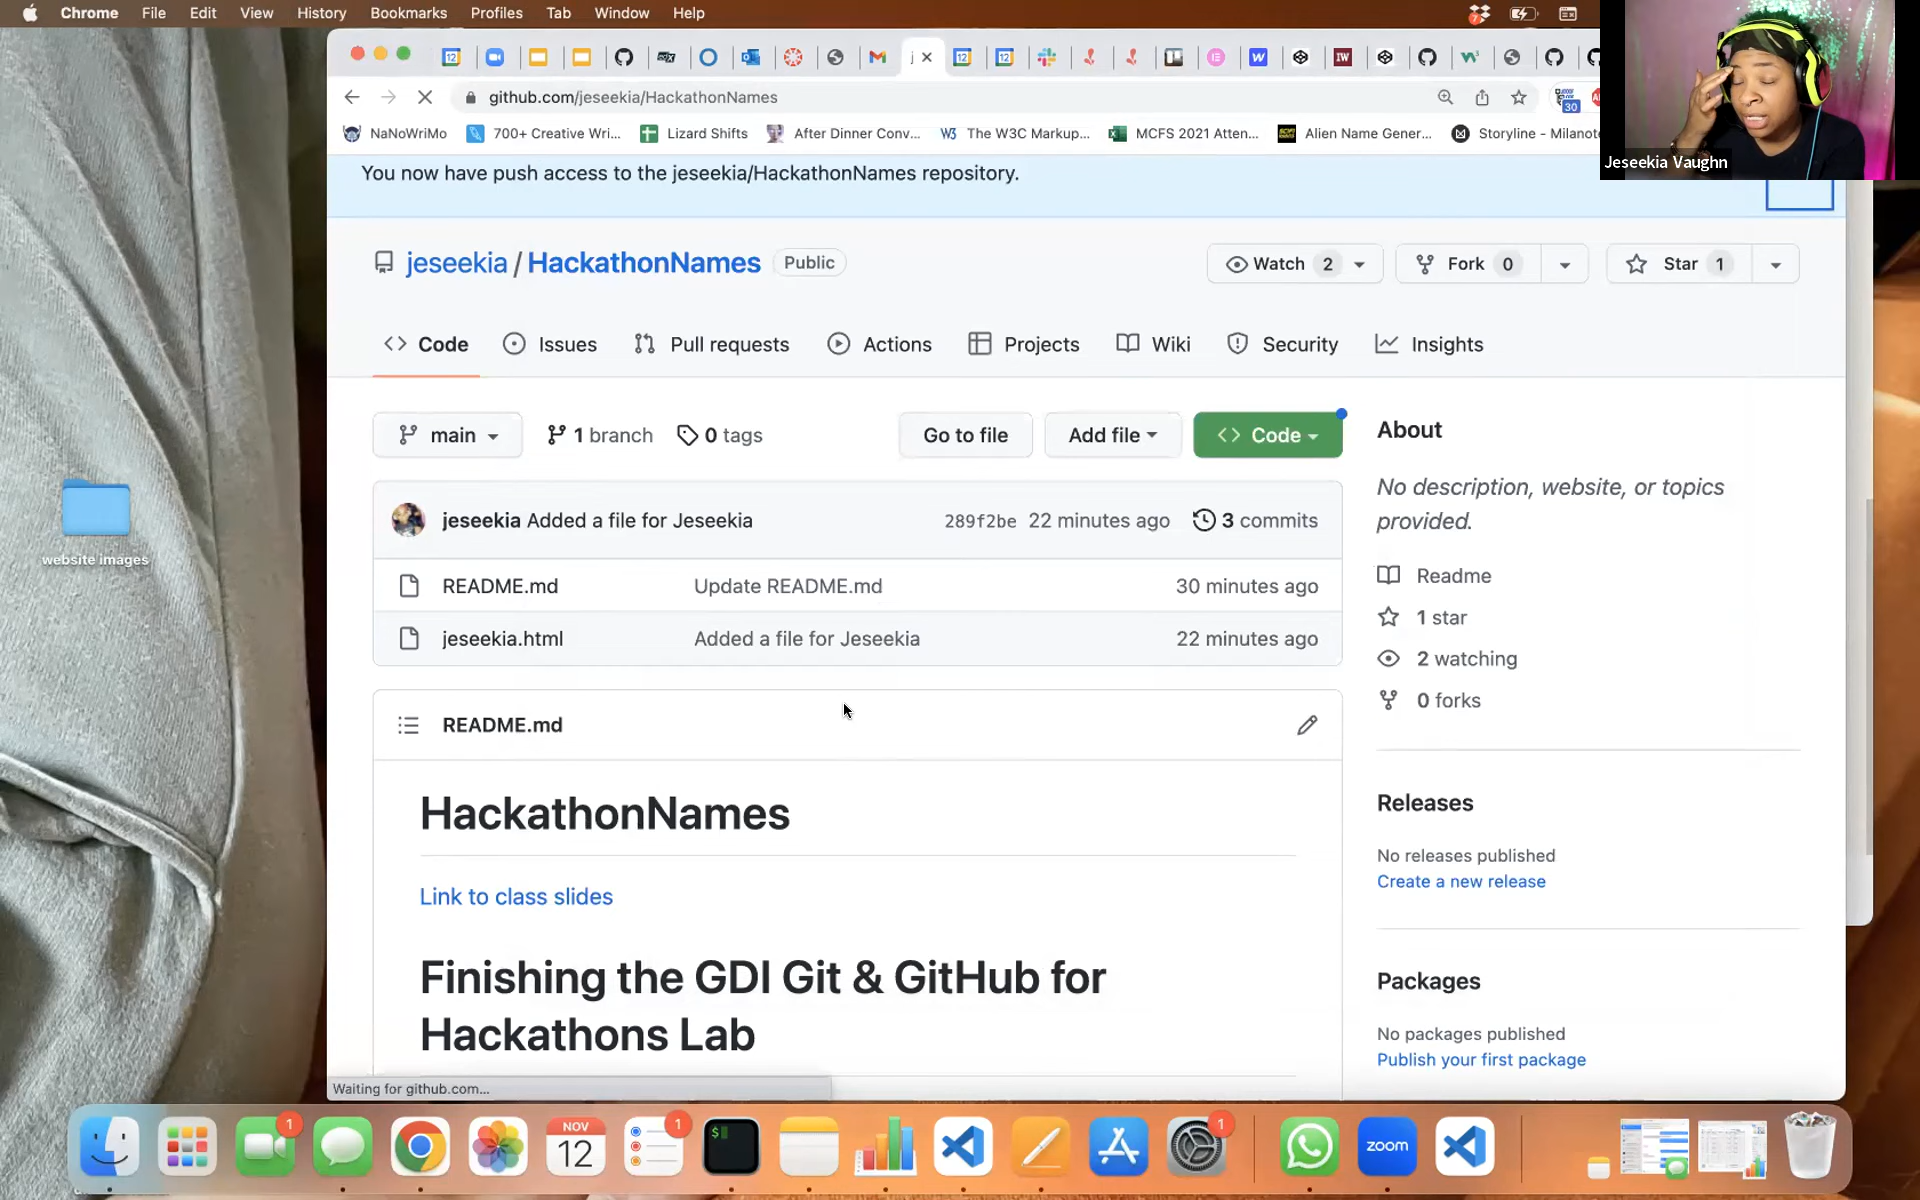 Chrome File Edit View History Bookmarks Profiles Tab Window Help
github.com/jeseekia/HackathonNames
30
NaNoWriMo 700+ Creative Wri... Lizard Shifts After Dinner Conv... The W3C Markup... MCFS 2021 Atten... Alien Name Gener... Storyline - Milanote
Jeseekia Vaughn
You now have push access to the jeseekia/HackathonNames repository.
jeseekia / HackathonNames Public
Watch 2 Fork 0 Star 1
Code Issues Pull requests Actions Projects Wiki Security Insights
main 1 branch 0 tags Go to file Add file Code
jeseekia Added a file for Jeseekia 289f2be 22 minutes ago 3 commits
README.md Update README.md 30 minutes ago
jeseekia.html Added a file for Jeseekia 22 minutes ago
README.md
HackathonNames
Link to class slides
Finishing the GDI Git & GitHub for
Hackathons Lab
About
No description, website, or topics
provided.
Readme
1 star
2 watching
0 forks
Releases
No releases published
Create a new release
Packages
No packages published
Publish your first package
website images
Waiting for github.com...
1
NOV
12
1
$
1
zoom